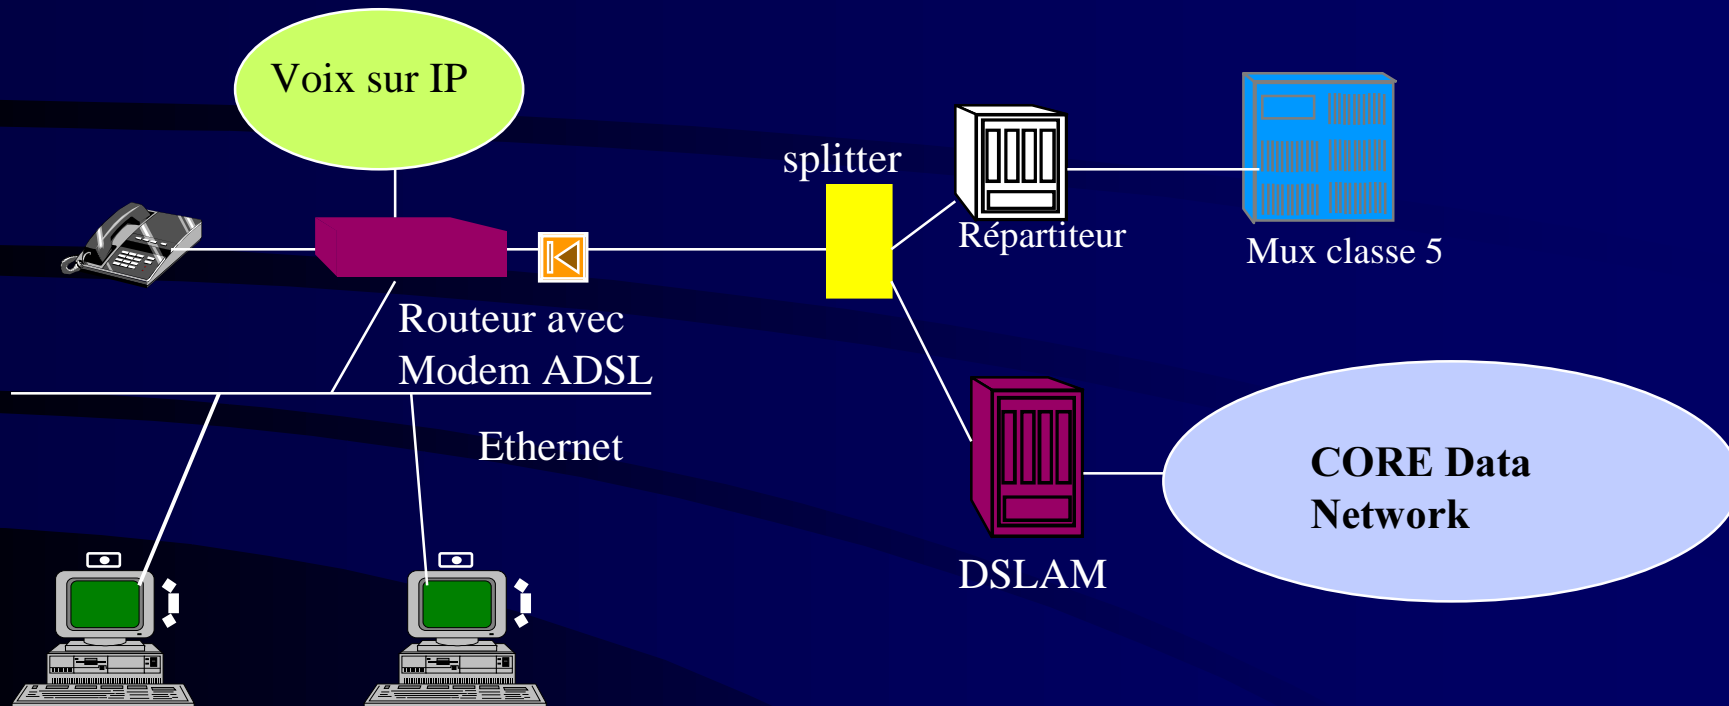 Voix sur IP
splitter
Répartiteur
Mux classe 5
Routeur avec
Modem ADSL
Ethernet
CORE Data
Network
DSLAM